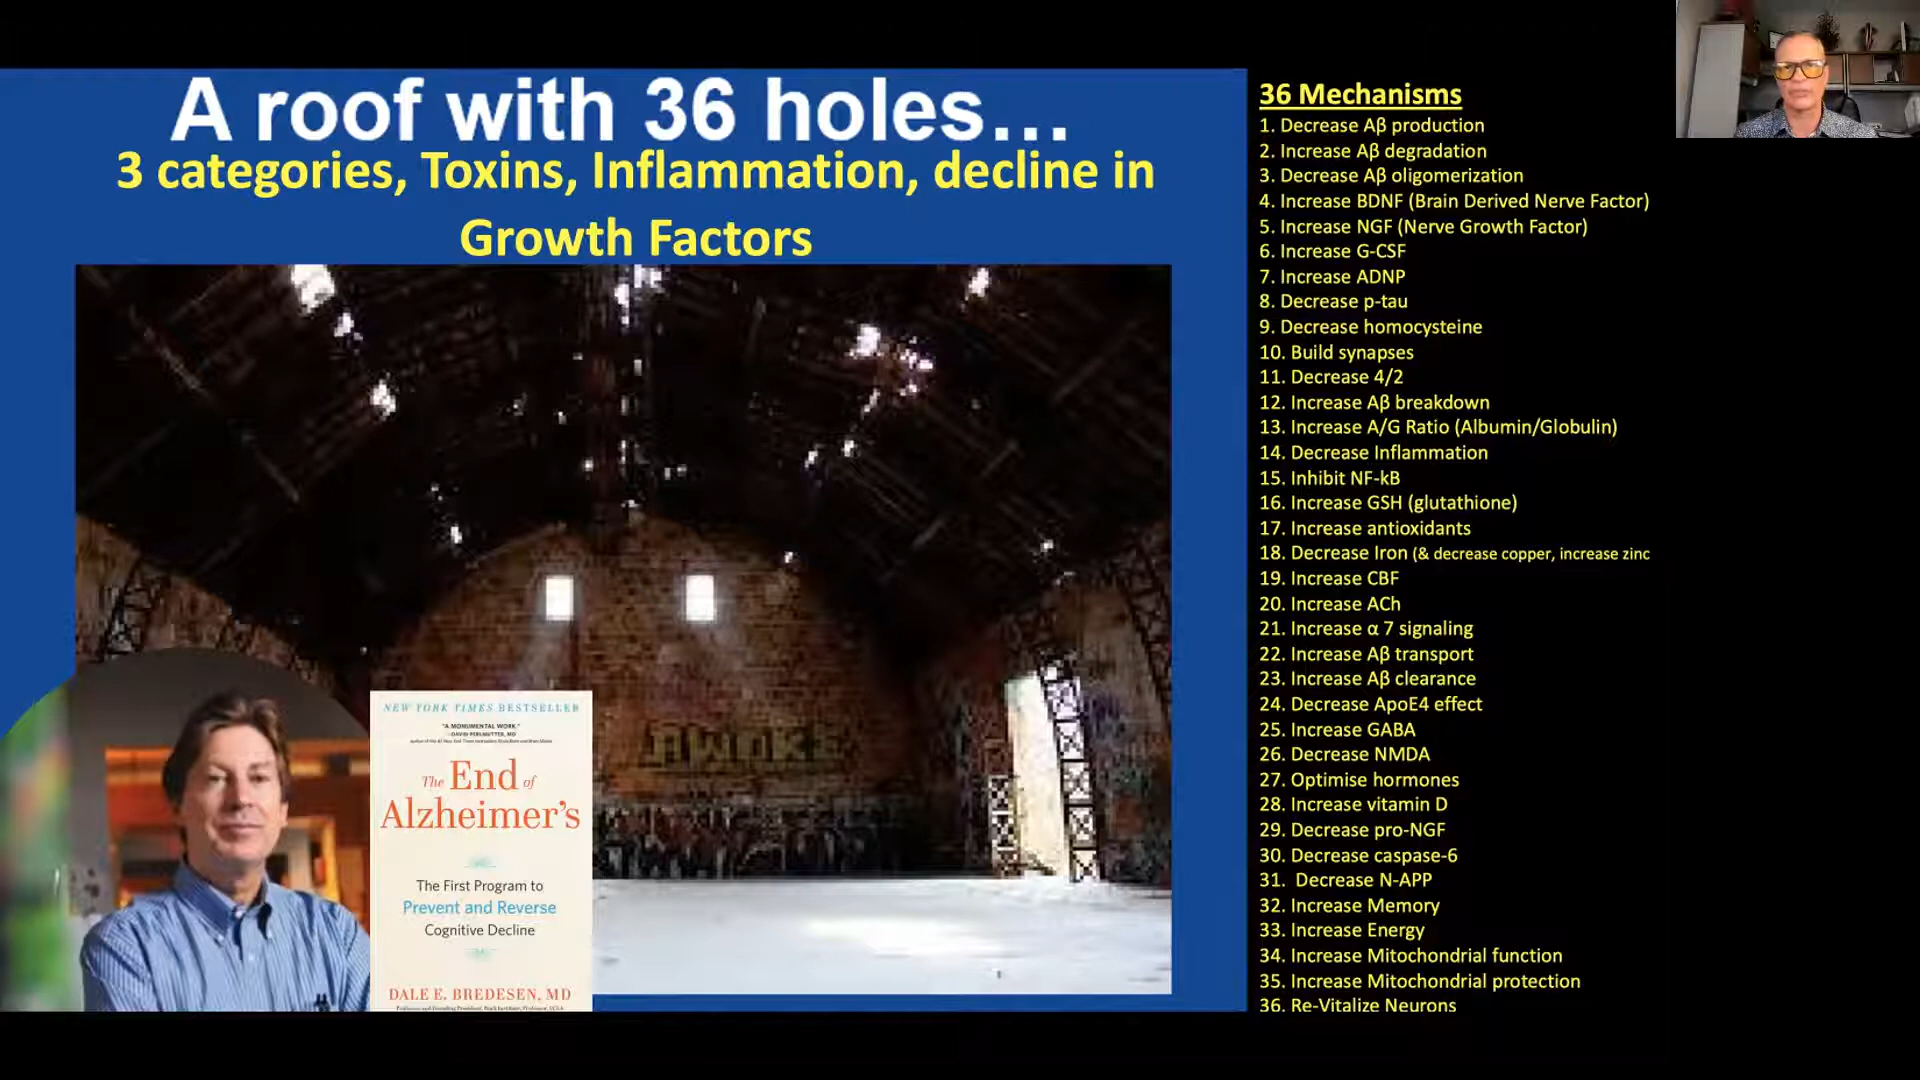 A roof with 36 holes...
3 categories, Toxins, Inflammation, decline in
Growth Factors
AWOKE
NEW YORK TIMES BESTSELLER
"A MONUMENTAL WORK."
—DAVID PERLMUTTER, MD
The End of
Alzheimer's
The First Program to
Prevent and Reverse
Cognitive Decline
DALE E. BREDESEN, MD
36 Mechanisms
1. Decrease Aβ production
2. Increase Aβ degradation
3. Decrease Aβ oligomerization
4. Increase BDNF (Brain Derived Nerve Factor)
5. Increase NGF (Nerve Growth Factor)
6. Increase G-CSF
7. Increase ADNP
8. Decrease p-tau
9. Decrease homocysteine
10. Build synapses
11. Decrease 4/2
12. Increase Aβ breakdown
13. Increase A/G Ratio (Albumin/Globulin)
14. Decrease Inflammation
15. Inhibit NF-kB
16. Increase GSH (glutathione)
17. Increase antioxidants
18. Decrease Iron (& decrease copper, increase zinc
19. Increase CBF
20. Increase ACh
21. Increase α 7 signaling
22. Increase Aβ transport
23. Increase Aβ clearance
24. Decrease ApoE4 effect
25. Increase GABA
26. Decrease NMDA
27. Optimise hormones
28. Increase vitamin D
29. Decrease pro-NGF
30. Decrease caspase-6
31. Decrease N-APP
32. Increase Memory
33. Increase Energy
34. Increase Mitochondrial function
35. Increase Mitochondrial protection
36. Re-Vitalize Neurons